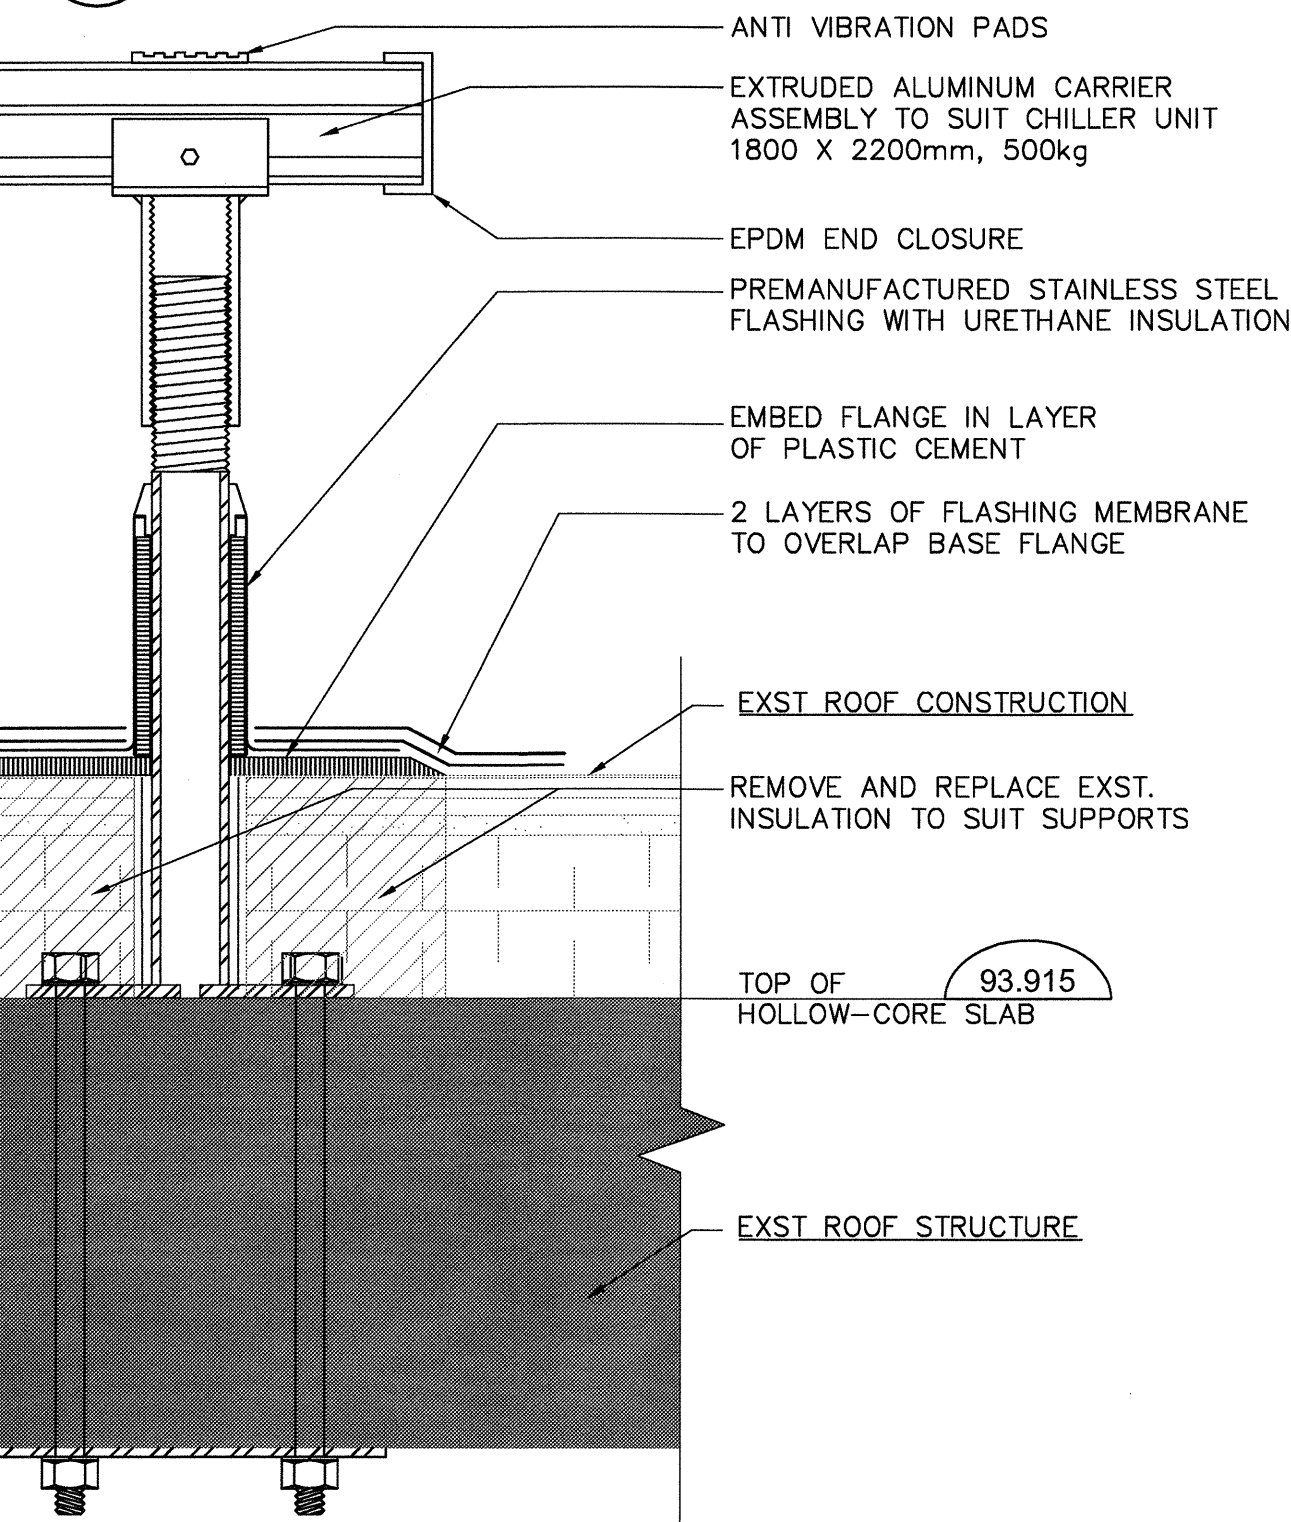 ANTI VIBRATION PADS
EXTRUDED ALUMINUM CARRIER
ASSEMBLY TO SUIT CHILLER UNIT
1800 X 2200mm, 500kg
EPDM END CLOSURE
PREMANUFACTURED STAINLESS STEEL
FLASHING WITH URETHANE INSULATION
EMBED FLANGE IN LAYER
OF PLASTIC CEMENT
2 LAYERS OF FLASHING MEMBRANE
TO OVERLAP BASE FLANGE
EXST ROOF CONSTRUCTION
REMOVE AND REPLACE EXST.
INSULATION TO SUIT SUPPORTS
TOP OF 93.915
HOLLOW-CORE SLAB
EXST ROOF STRUCTURE